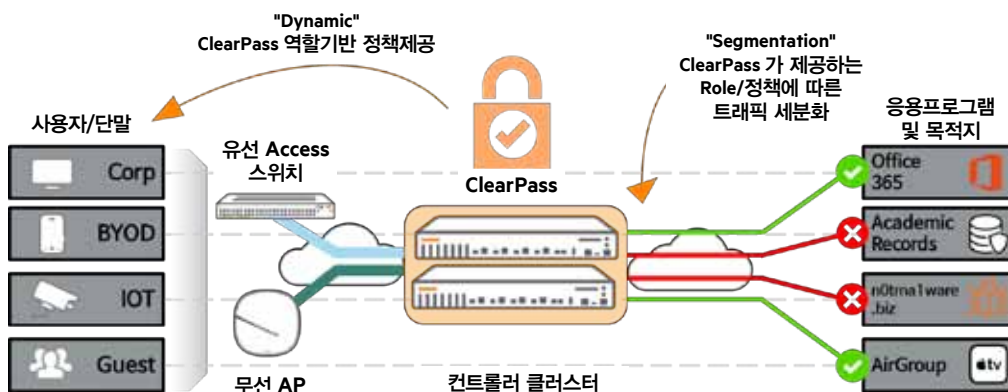 "Dynamic"
ClearPass 역할기반 정책제공
"Segmentation"
ClearPass 가 제공하는
Role/정책에 따른
트래픽 세분화
사용자/단말
Corp
BYOD
IOT
Guest
유선 Access
스위치
무선 AP
ClearPass
컨트롤러 클러스터
응용프로그램
및 목적지
Office
365
Academic
Records
n0tma1ware
.biz
AirGroup
tv